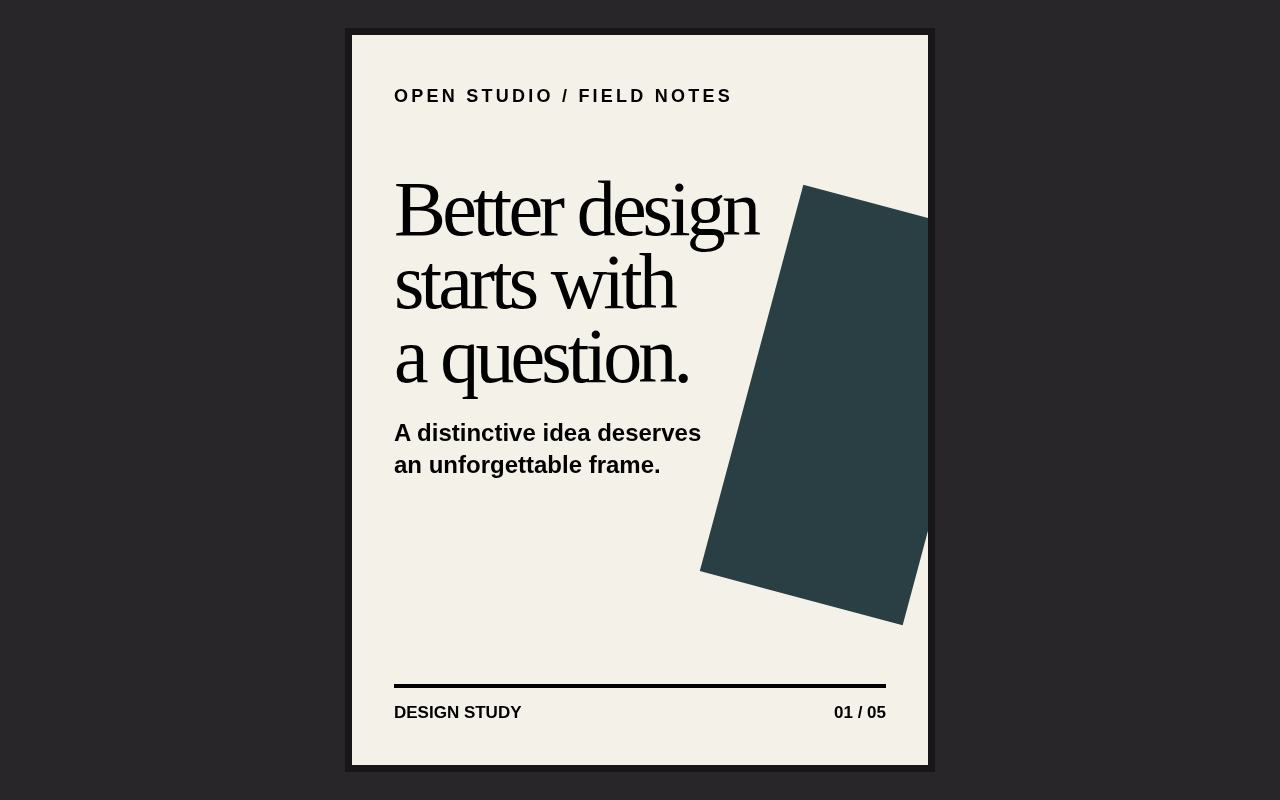 OPEN STUDIO / FIELD NOTES
Better design
starts with
a question.
A distinctive idea deserves
an unforgettable frame.
DESIGN STUDY
01 / 05